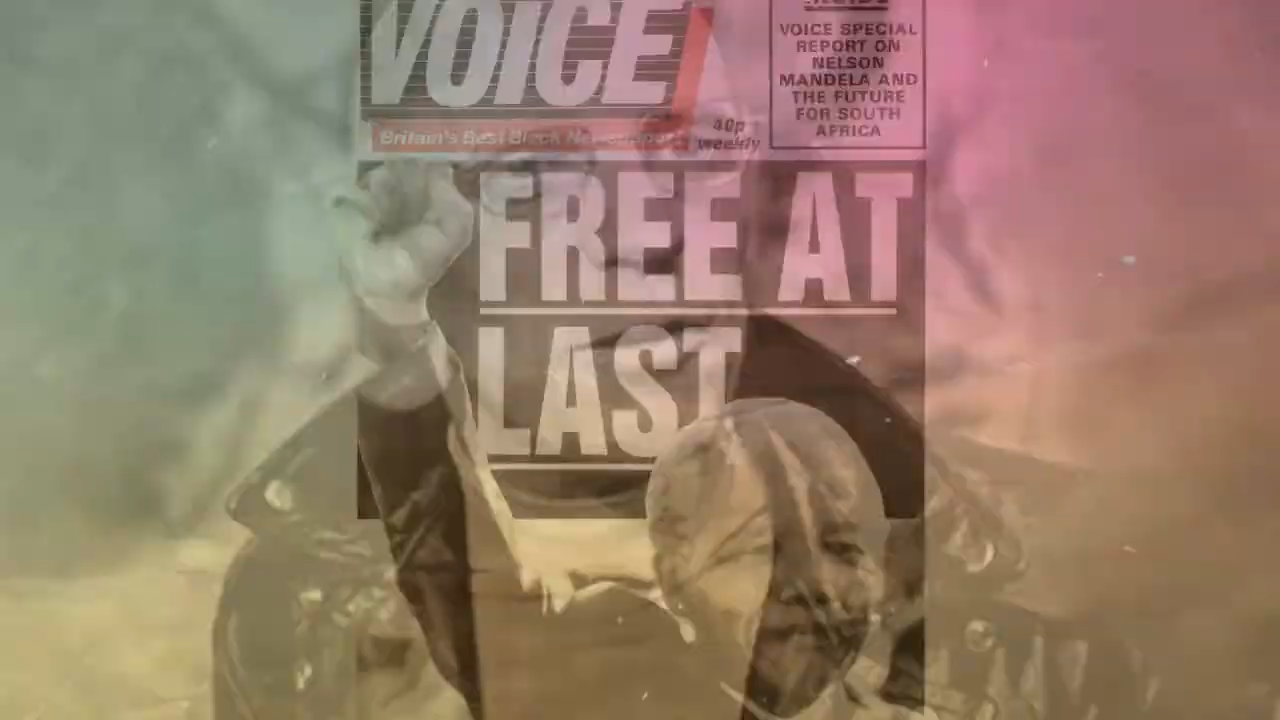 VOICE
Britain's Best Black Newspaper
40p
weekly
VOICE SPECIAL
REPORT ON
NELSON
MANDELA AND
THE FUTURE
FOR SOUTH
AFRICA
FREE AT
LAST